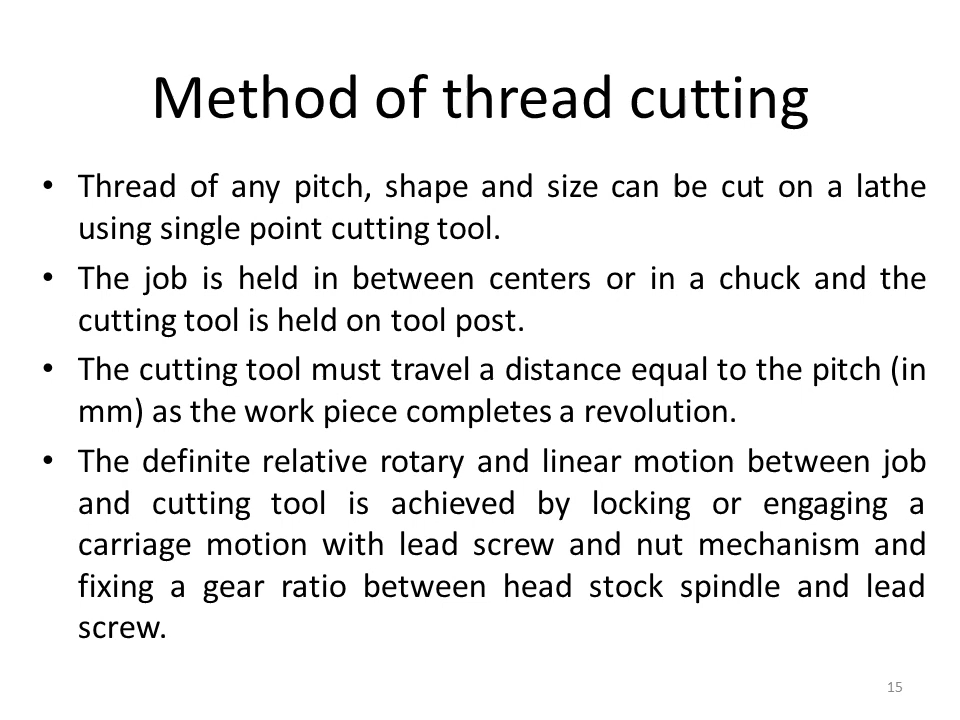 Method of thread cutting
• Thread of any pitch, shape and size can be cut on a lathe
using single point cutting tool.
• The job is held in between centers or in a chuck and the
cutting tool is held on tool post.
• The cutting tool must travel a distance equal to the pitch (in
mm) as the work piece completes a revolution.
• The definite relative rotary and linear motion between job
and cutting tool is achieved by locking or engaging a
carriage motion with lead screw and nut mechanism and
fixing a gear ratio between head stock spindle and lead
screw.
15